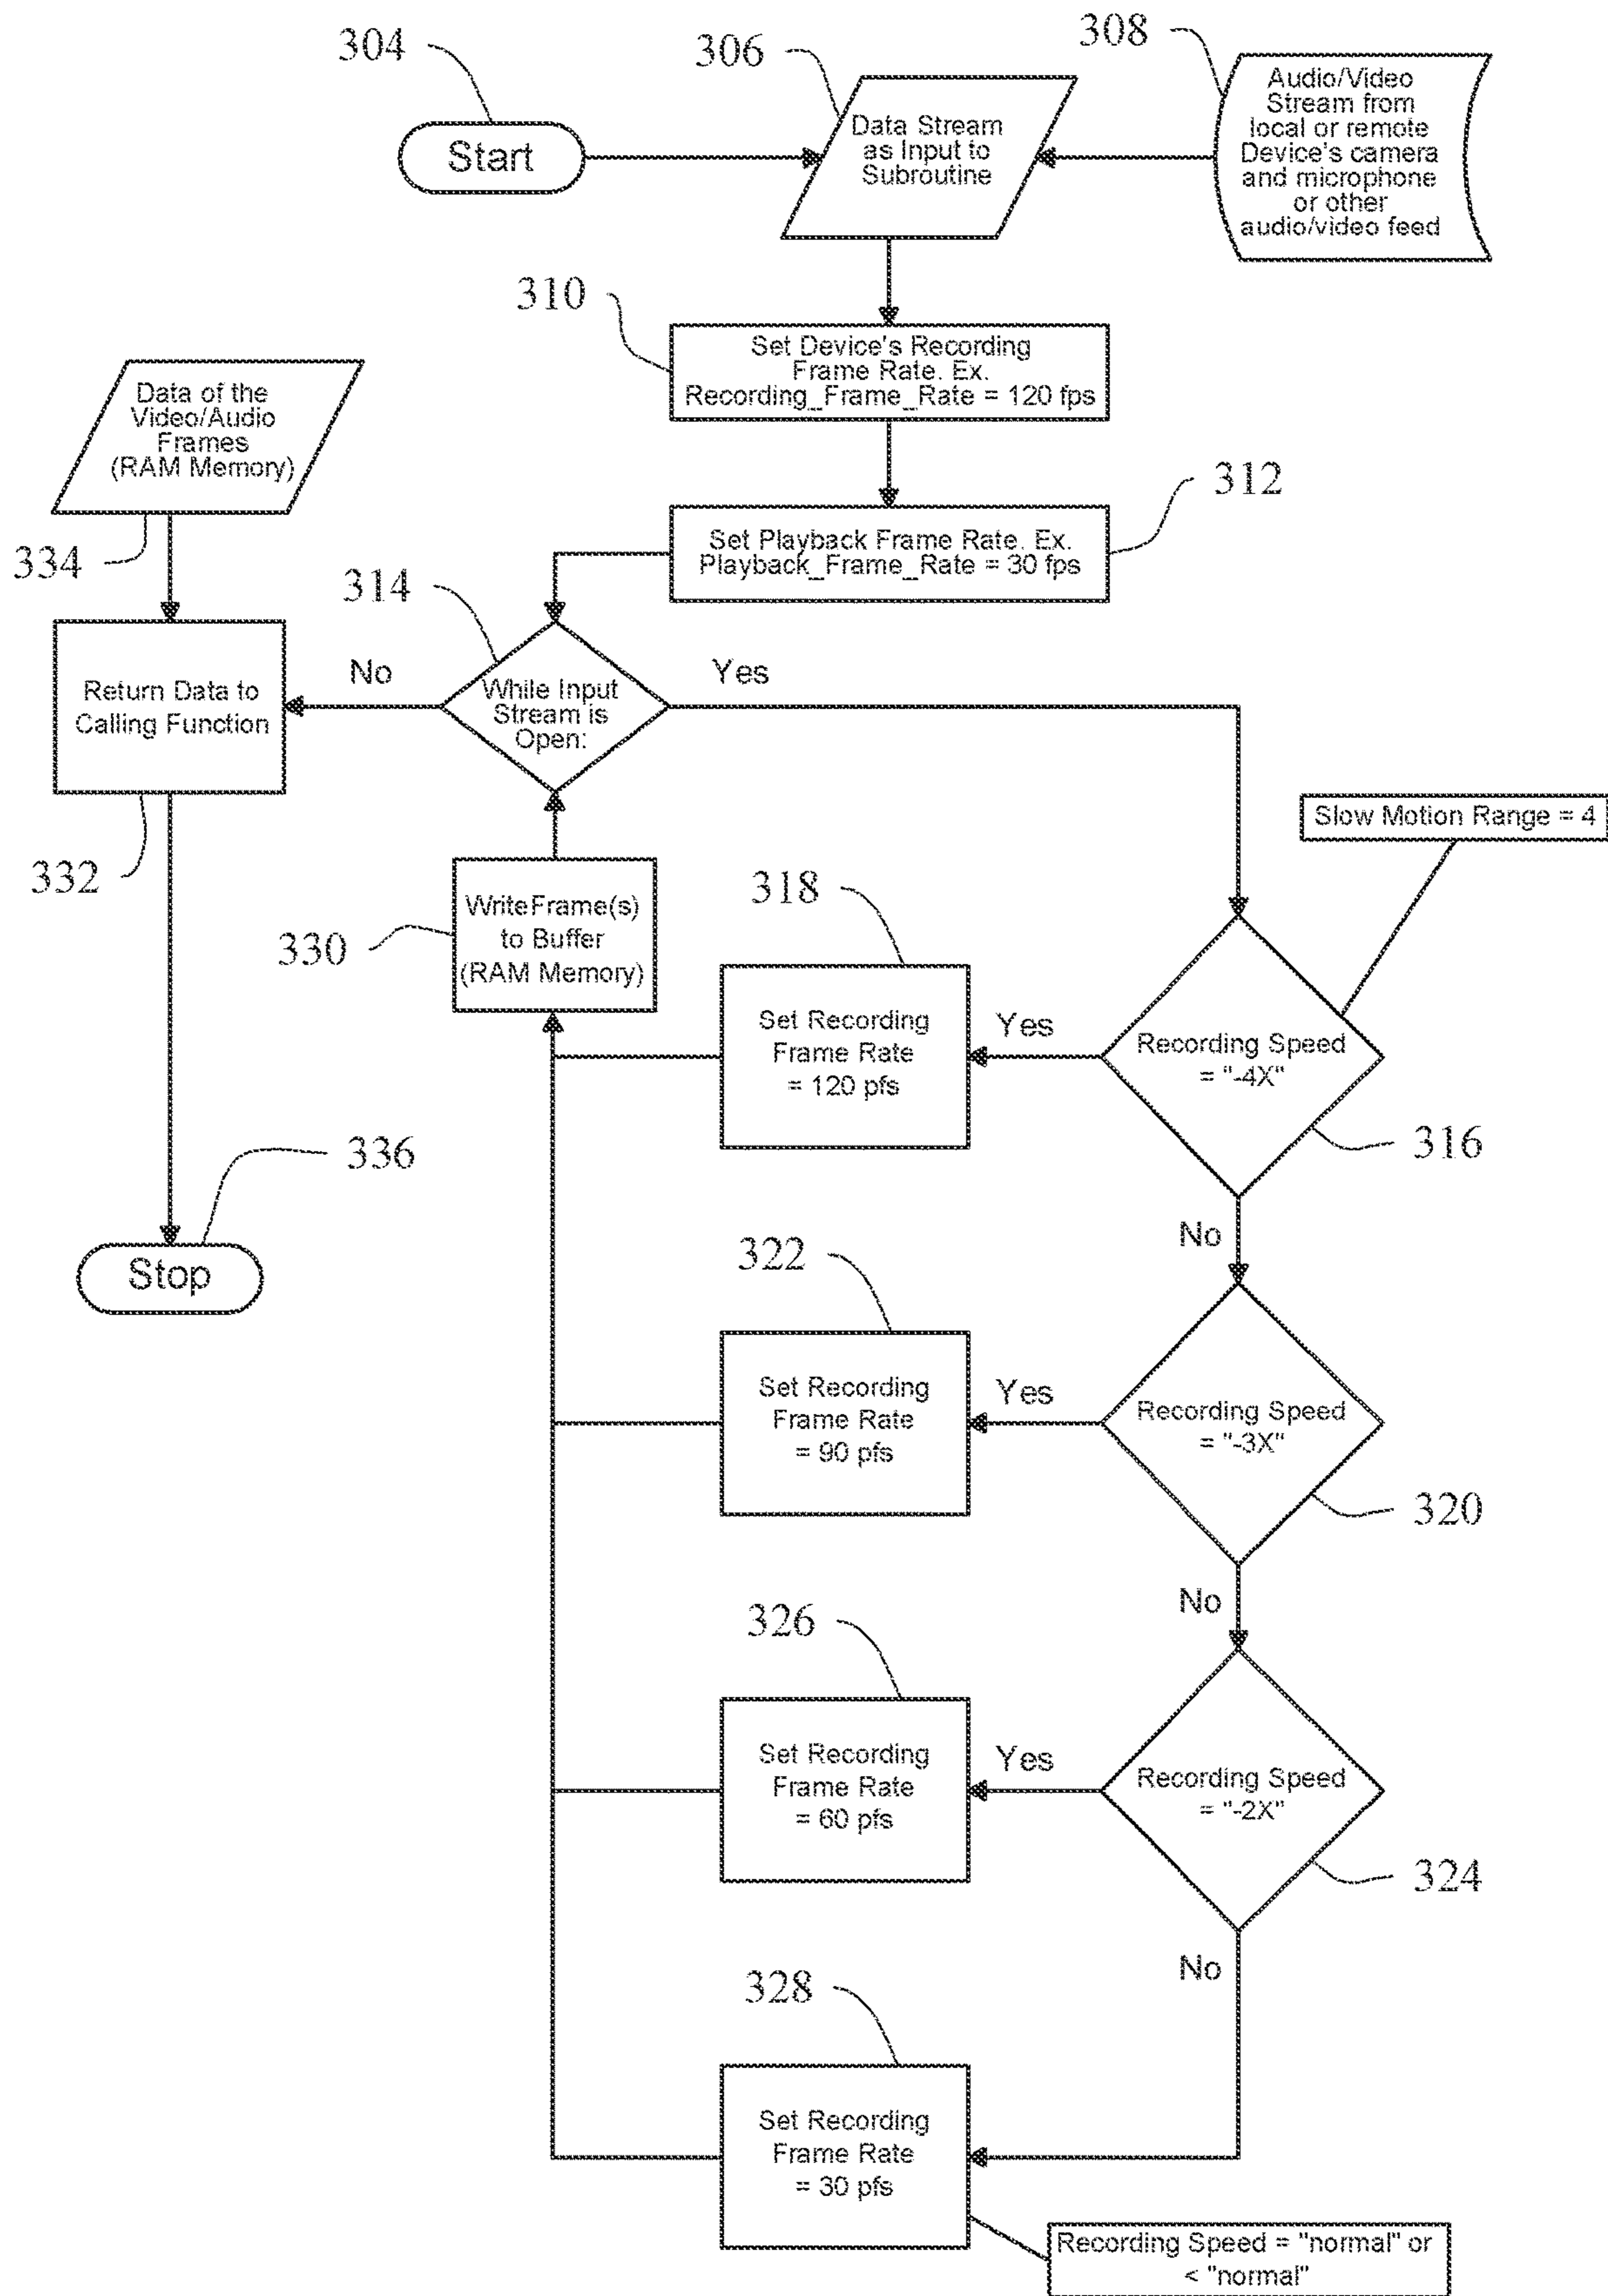 304
Start
306
Data Stream
as Input to
Subroutine
308
Audio/Video
Stream from
local or remote
Device's camera
and microphone
or other
audio/video feed
310
Set Device's Recording
Frame Rate. Ex.
Recording_Frame_Rate = 120 fps
312
Set Playback Frame Rate. Ex.
Playback_Frame_Rate = 30 fps
Data of the
Video/Audio
Frames
(RAM Memory)
334
314
No
Yes
While Input
Stream is
Open:
Return Data to
Calling Function
332
Slow Motion Range = 4
WriteFrame(s)
to Buffer
(RAM Memory)
330
318
Set Recording
Frame Rate
= 120 pfs
Yes
Recording Speed
= "-4X"
316
No
336
Stop
322
Set Recording
Frame Rate
= 90 pfs
Yes
Recording Speed
= "-3X"
320
No
326
Set Recording
Frame Rate
= 60 pfs
Yes
Recording Speed
= "-2X"
324
No
328
Set Recording
Frame Rate
= 30 pfs
Recording Speed = "normal" or
< "normal"